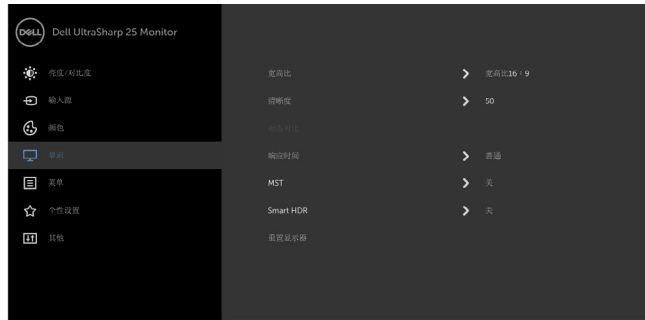 DELL Dell UltraSharp 25 Monitor
亮度/对比度
宽高比 宽高比16：9
输入源
清晰度 50
颜色
动态对比
显示
响应时间 普通
菜单
MST 关
个性设置
Smart HDR 关
其他
重置显示器